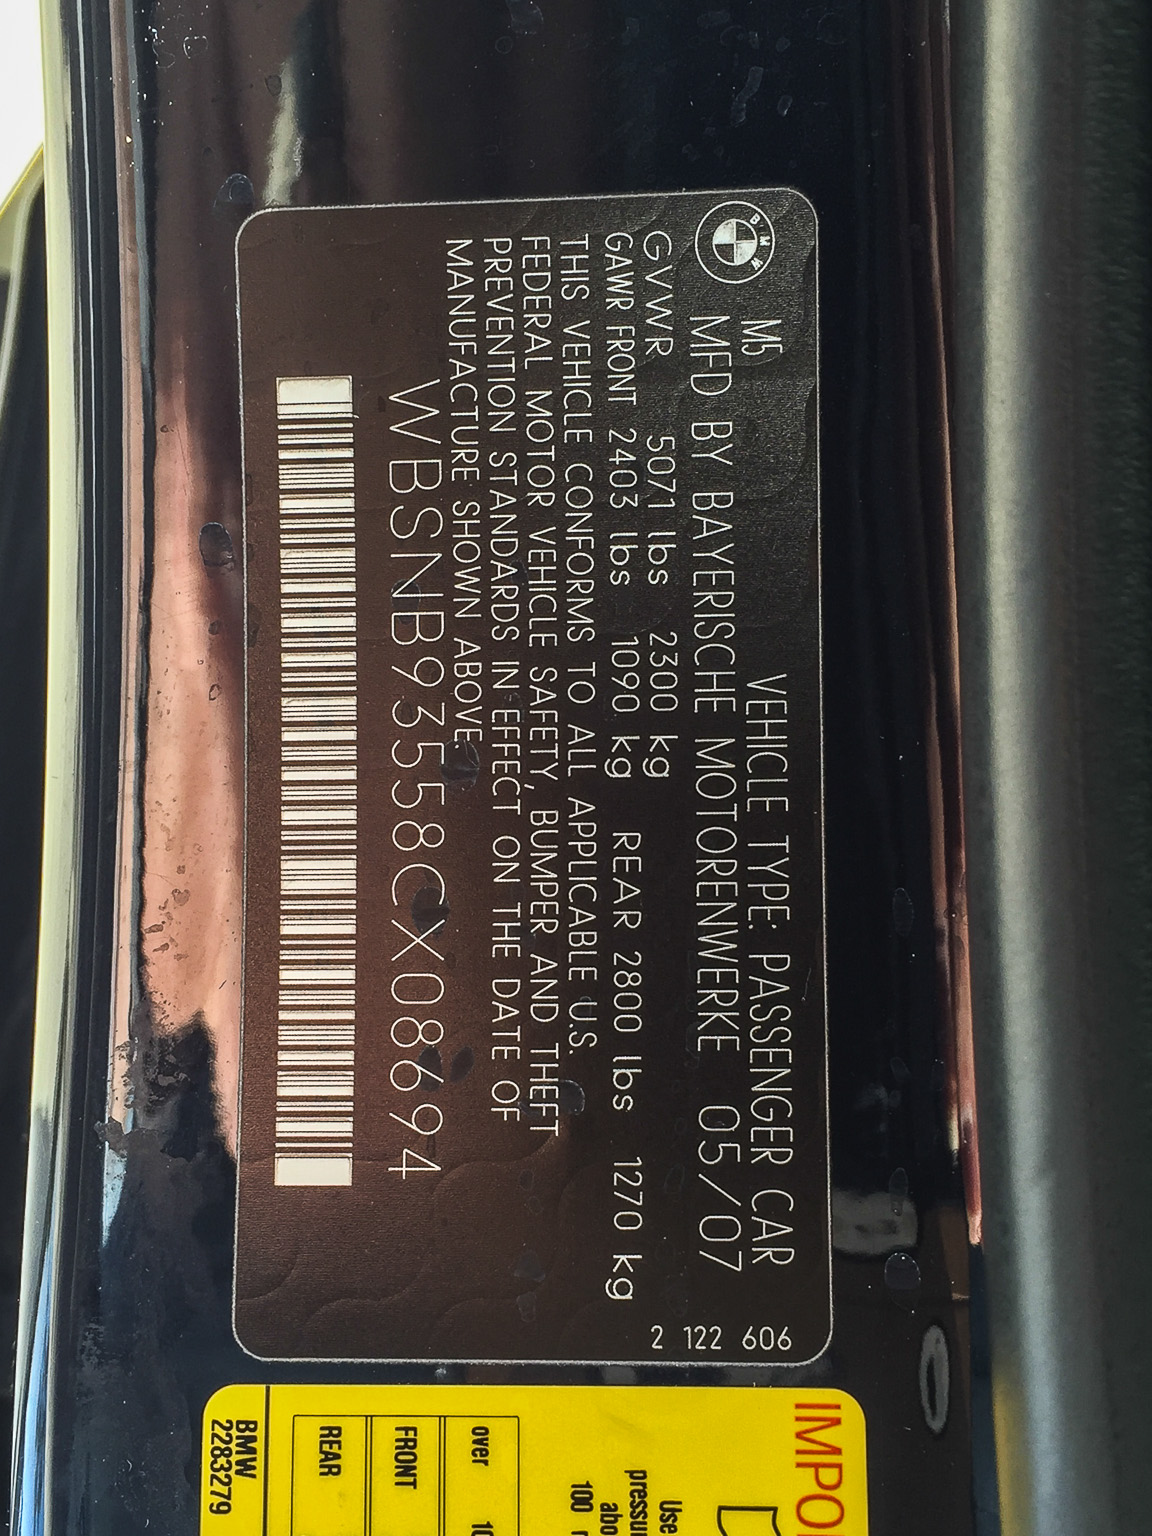 BMW
M5
VEHICLE TYPE: PASSENGER CAR
MFD BY BAYERISCHE MOTORENWERKE 05/07
GVWR 5071 lbs 2300 kg
GAWR FRONT 2403 lbs 1090 kg REAR 2800 lbs 1270 kg
THIS VEHICLE CONFORMS TO ALL APPLICABLE U.S.
FEDERAL MOTOR VEHICLE SAFETY, BUMPER AND THEFT
PREVENTION STANDARDS IN EFFECT ON THE DATE OF
MANUFACTURE SHOWN ABOVE.
WBSNB93558CX08694
2 122 606
IMPO
Use
pressu
abo
100
over 10
FRONT
REAR
BMW
2283279